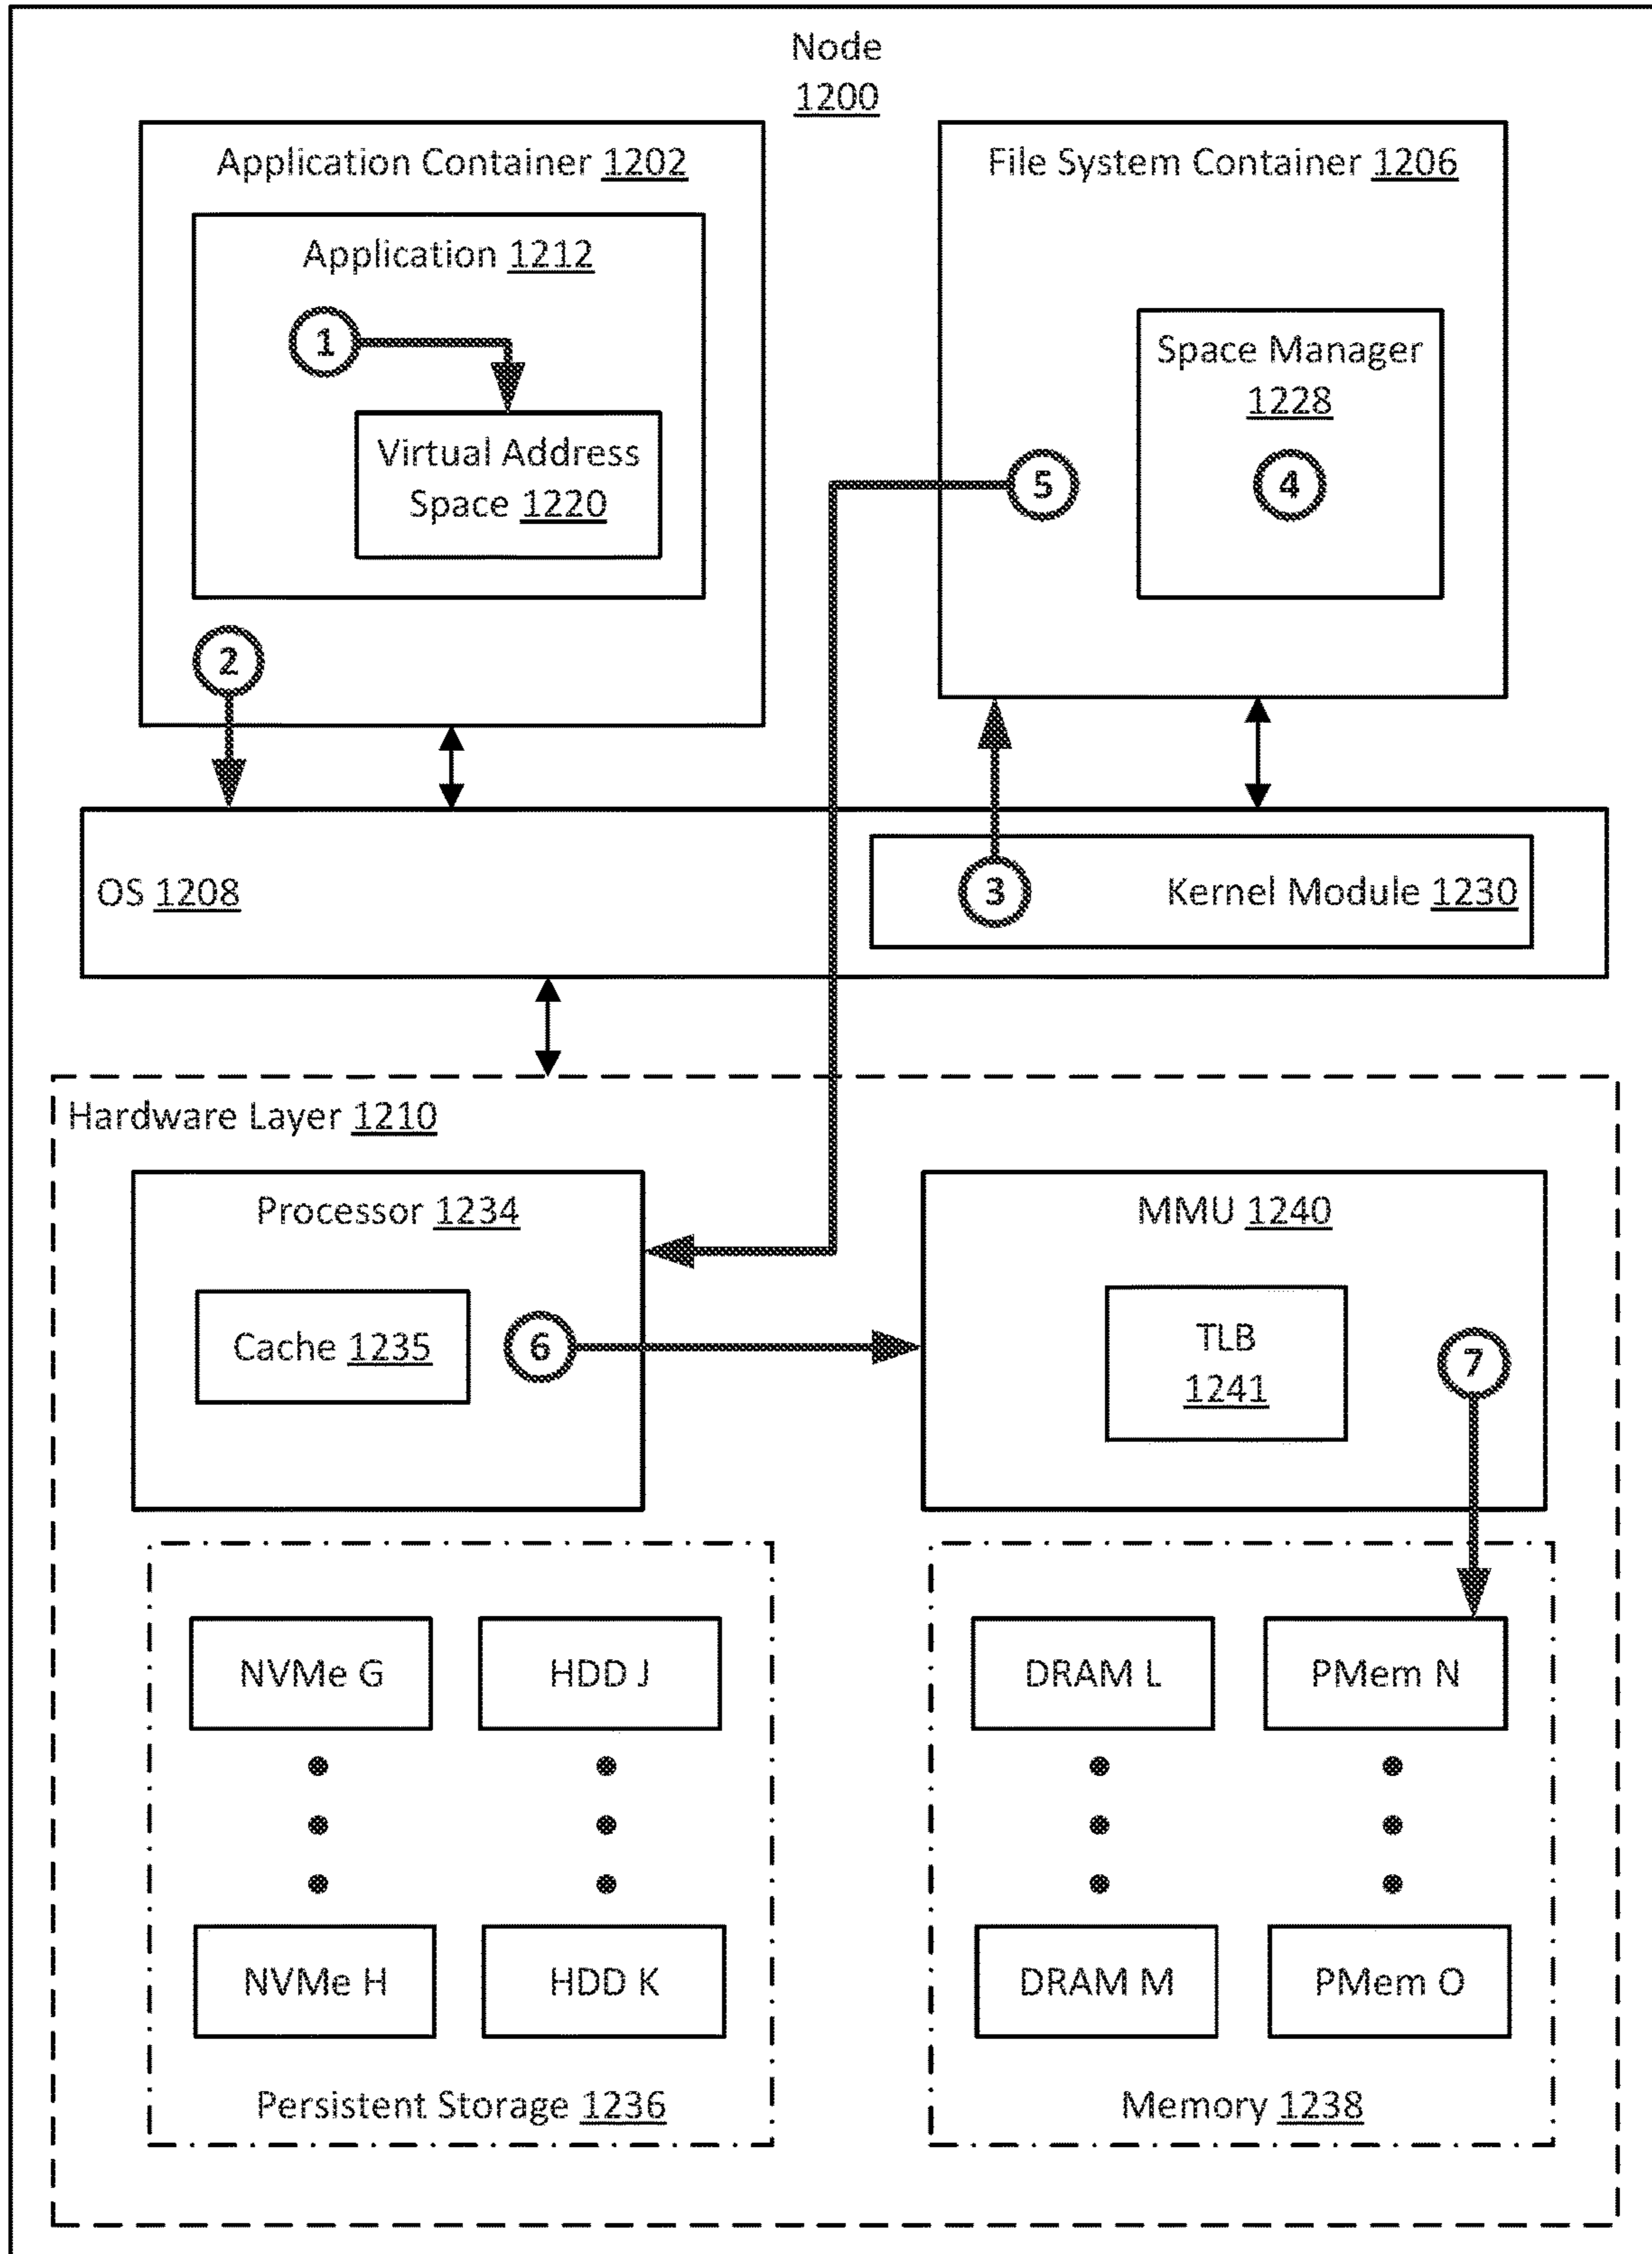 Node
1200
Application Container 1202
Application 1212
1
Virtual Address
Space 1220
2
File System Container 1206
Space Manager
1228
5
4
OS 1208
3
Kernel Module 1230
Hardware Layer 1210
Processor 1234
Cache 1235
6
MMU 1240
TLB
1241
7
NVMe G
HDD J
NVMe H
HDD K
Persistent Storage 1236
DRAM L
PMem N
DRAM M
PMem O
Memory 1238